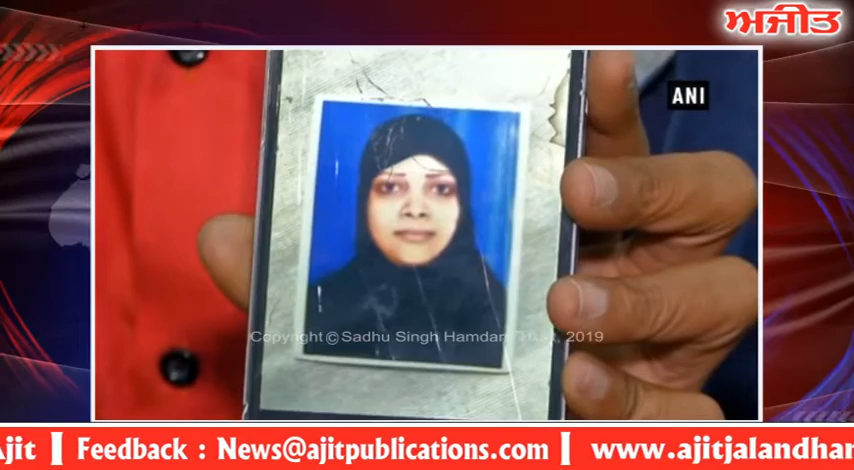 ਅਜੀਤ
ANI
Copyright © Sadhu Singh Hamdard Trust, 2019
Ajit | Feedback : News@ajitpublications.com | www.ajitjalandhar